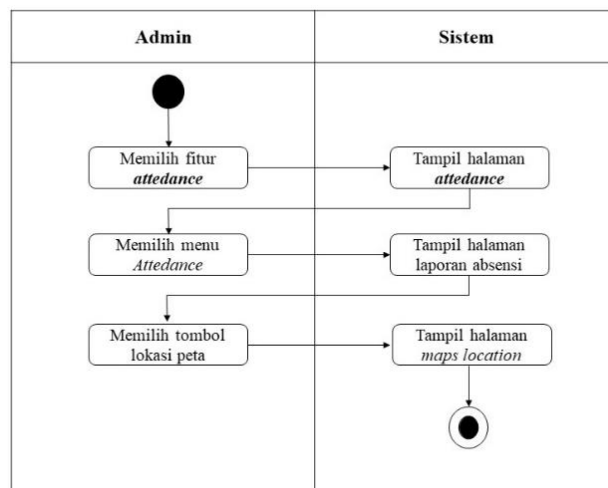 Admin
Sistem
Memilih fitur
attedance
Tampil halaman
attedance
Memilih menu
Attedance
Tampil halaman
laporan absensi
Memilih tombol
lokasi peta
Tampil halaman
maps location